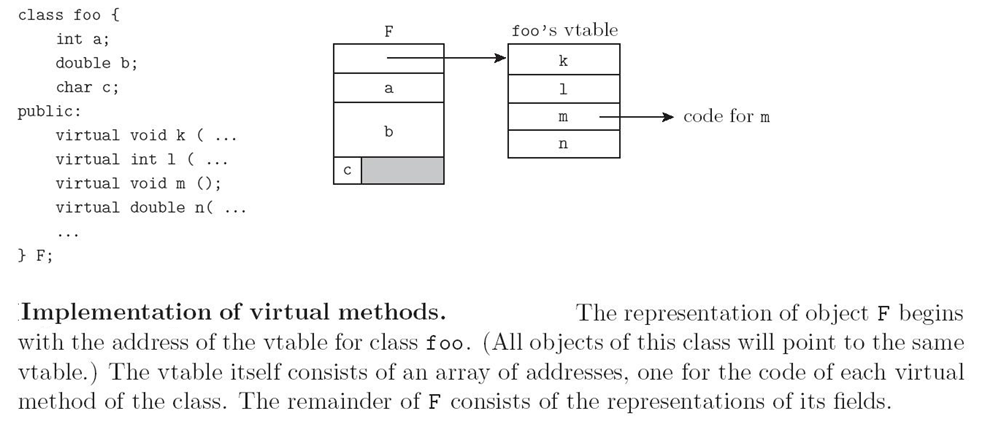 class foo {
int a;
double b;
char c;
public:
virtual void k ( ...
virtual int l ( ...
virtual void m ();
virtual double n( ...
...
} F;
F
a
b
c
foo's vtable
k
l
m
n
code for m
Implementation of virtual methods. The representation of object F begins
with the address of the vtable for class foo. (All objects of this class will point to the same
vtable.) The vtable itself consists of an array of addresses, one for the code of each virtual
method of the class. The remainder of F consists of the representations of its fields.